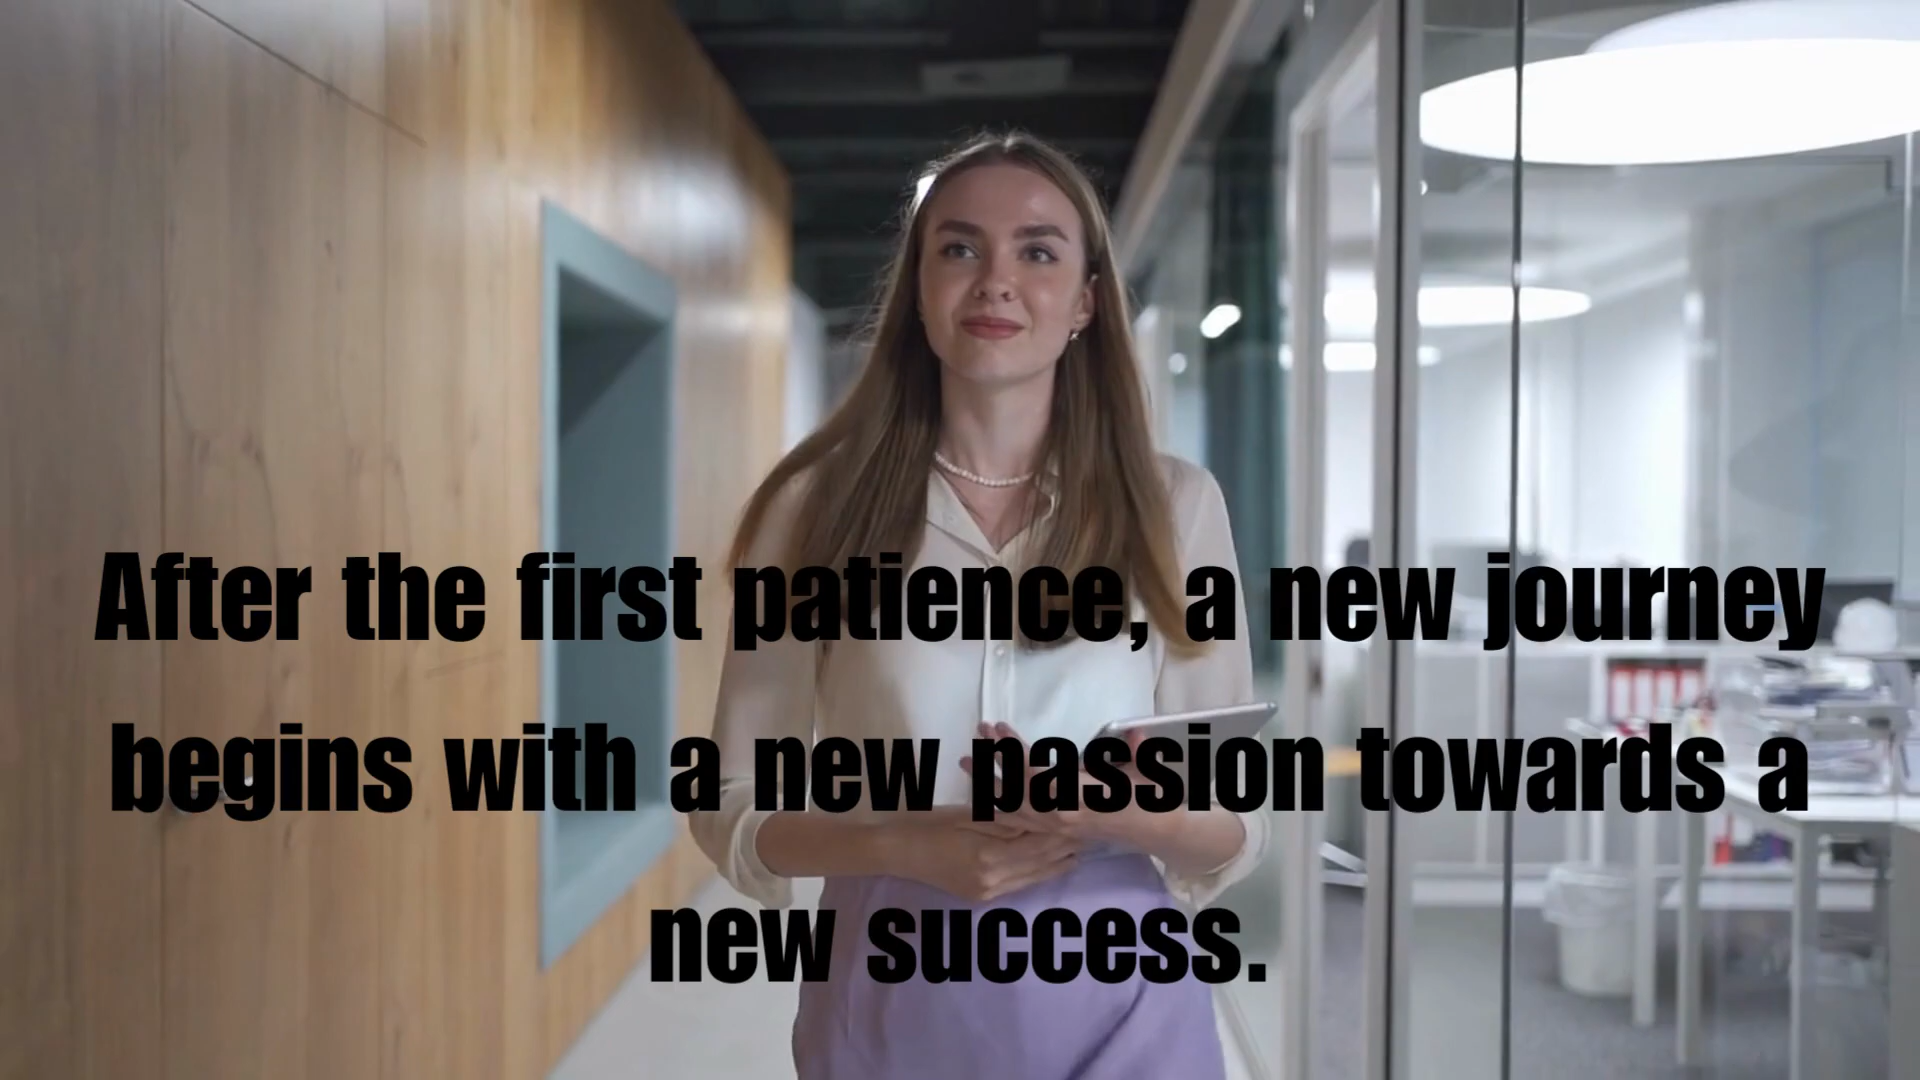 After the first patience, a new journey
begins with a new passion towards a
new success.